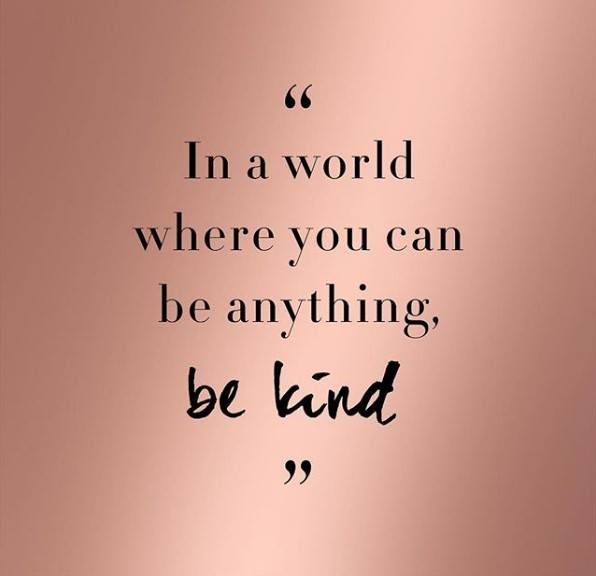 “
In a world
where you can
be anything,
be kind
”